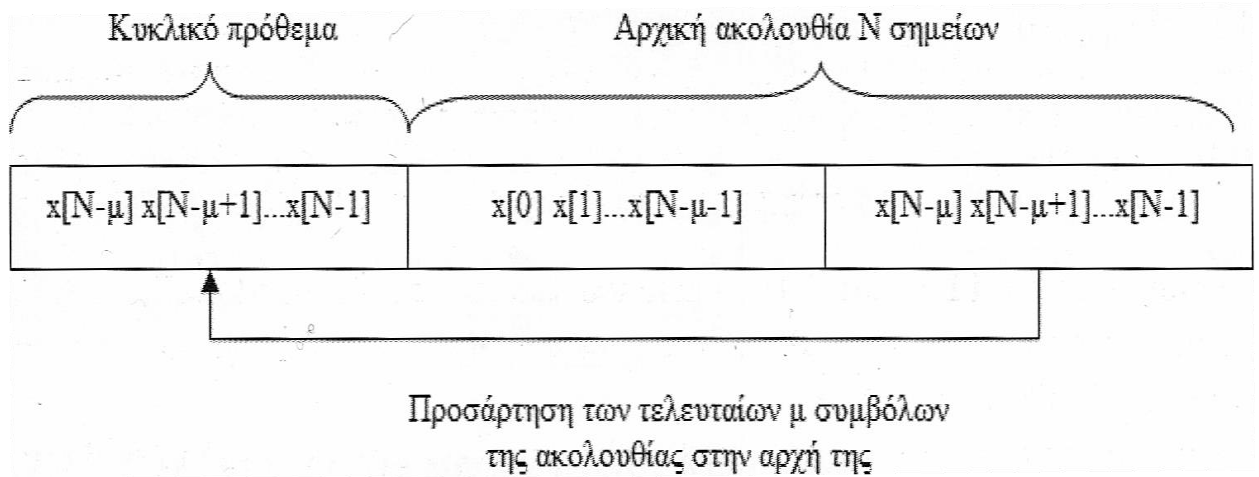 Κυκλικό πρόθεμα
Αρχική ακολουθία Ν σημείων
x[N-μ] x[N-μ+1]...x[N-1]
x[0] x[1]...x[N-μ-1]
x[N-μ] x[N-μ+1]...x[N-1]
Προσάρτηση των τελευταίων μ συμβόλων
της ακολουθίας στην αρχή της